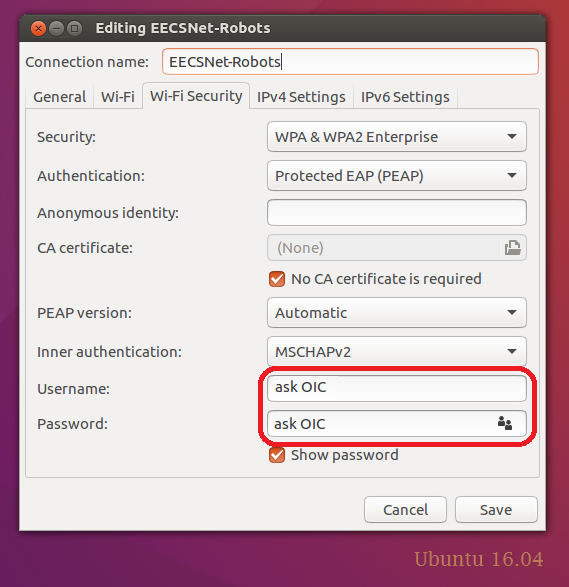 Editing EECSNet-Robots
Connection name: EECSNet-Robots
General Wi-Fi Wi-Fi Security IPv4 Settings IPv6 Settings
Security: WPA & WPA2 Enterprise
Authentication: Protected EAP (PEAP)
Anonymous identity:
CA certificate: (None)
No CA certificate is required
PEAP version: Automatic
Inner authentication: MSCHAPv2
Username: ask OIC
Password: ask OIC
Show password
Cancel Save
Ubuntu 16.04